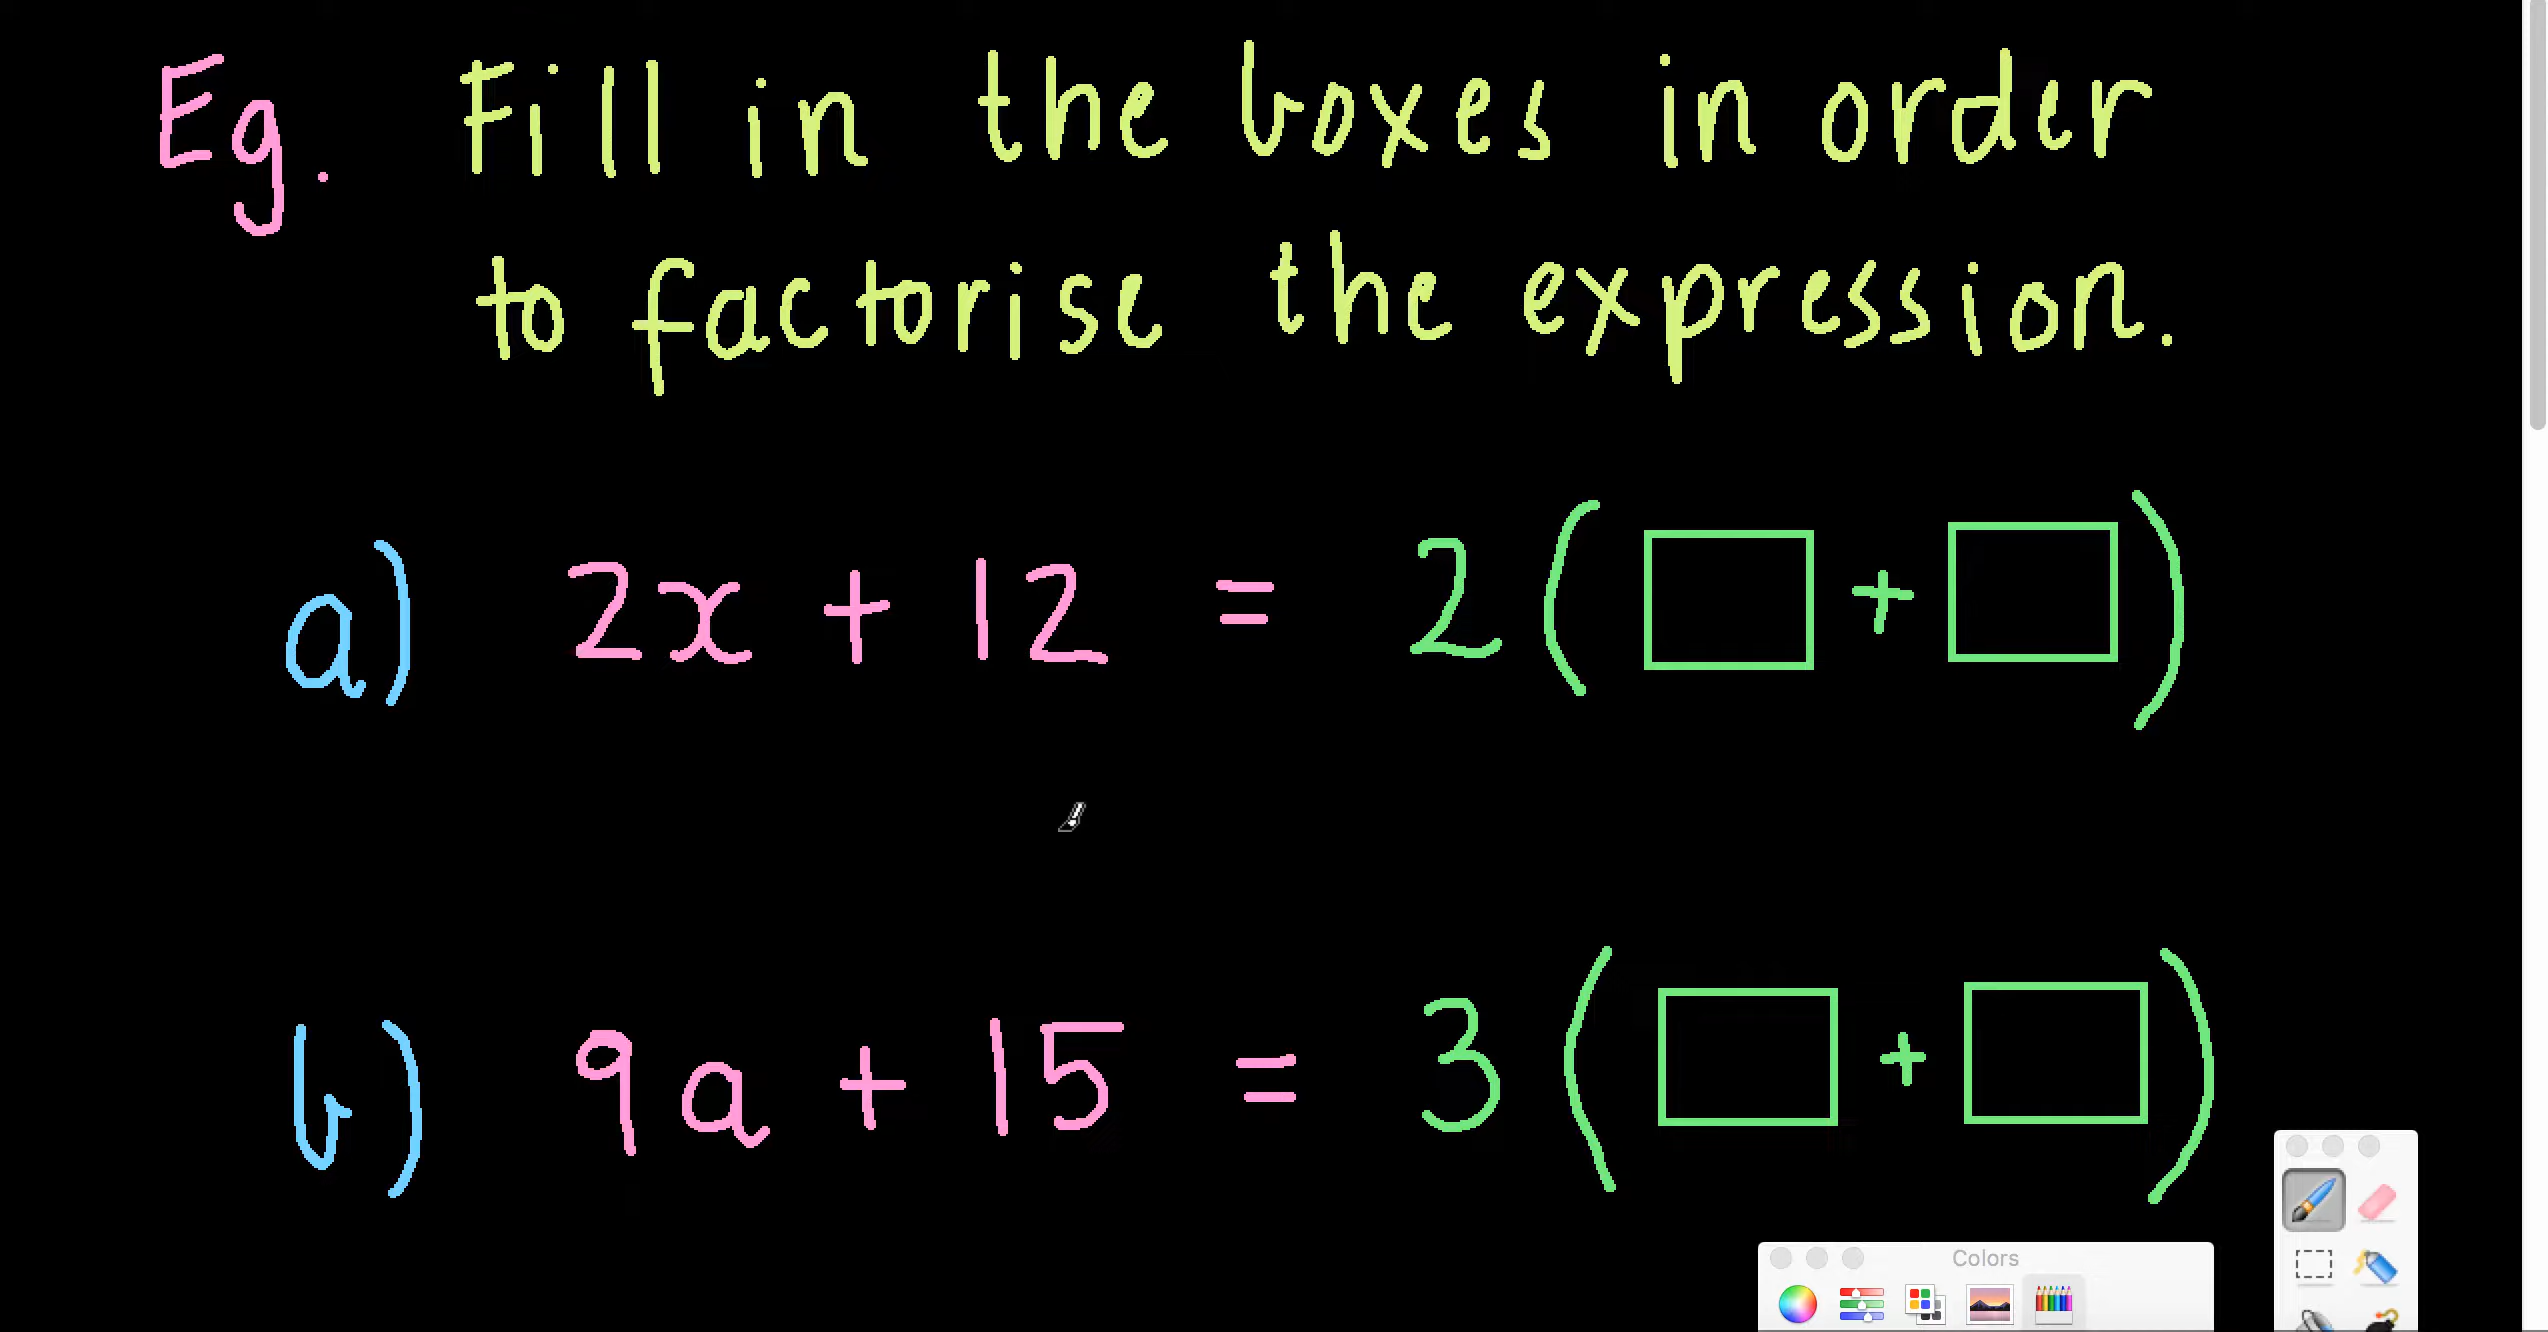 Eg. Fill in the boxes in order
to factorise the expression.
a) 2x + 12 = 2 ( □ + □ )
b) 9a + 15 = 3 ( □ + □ )
Colors